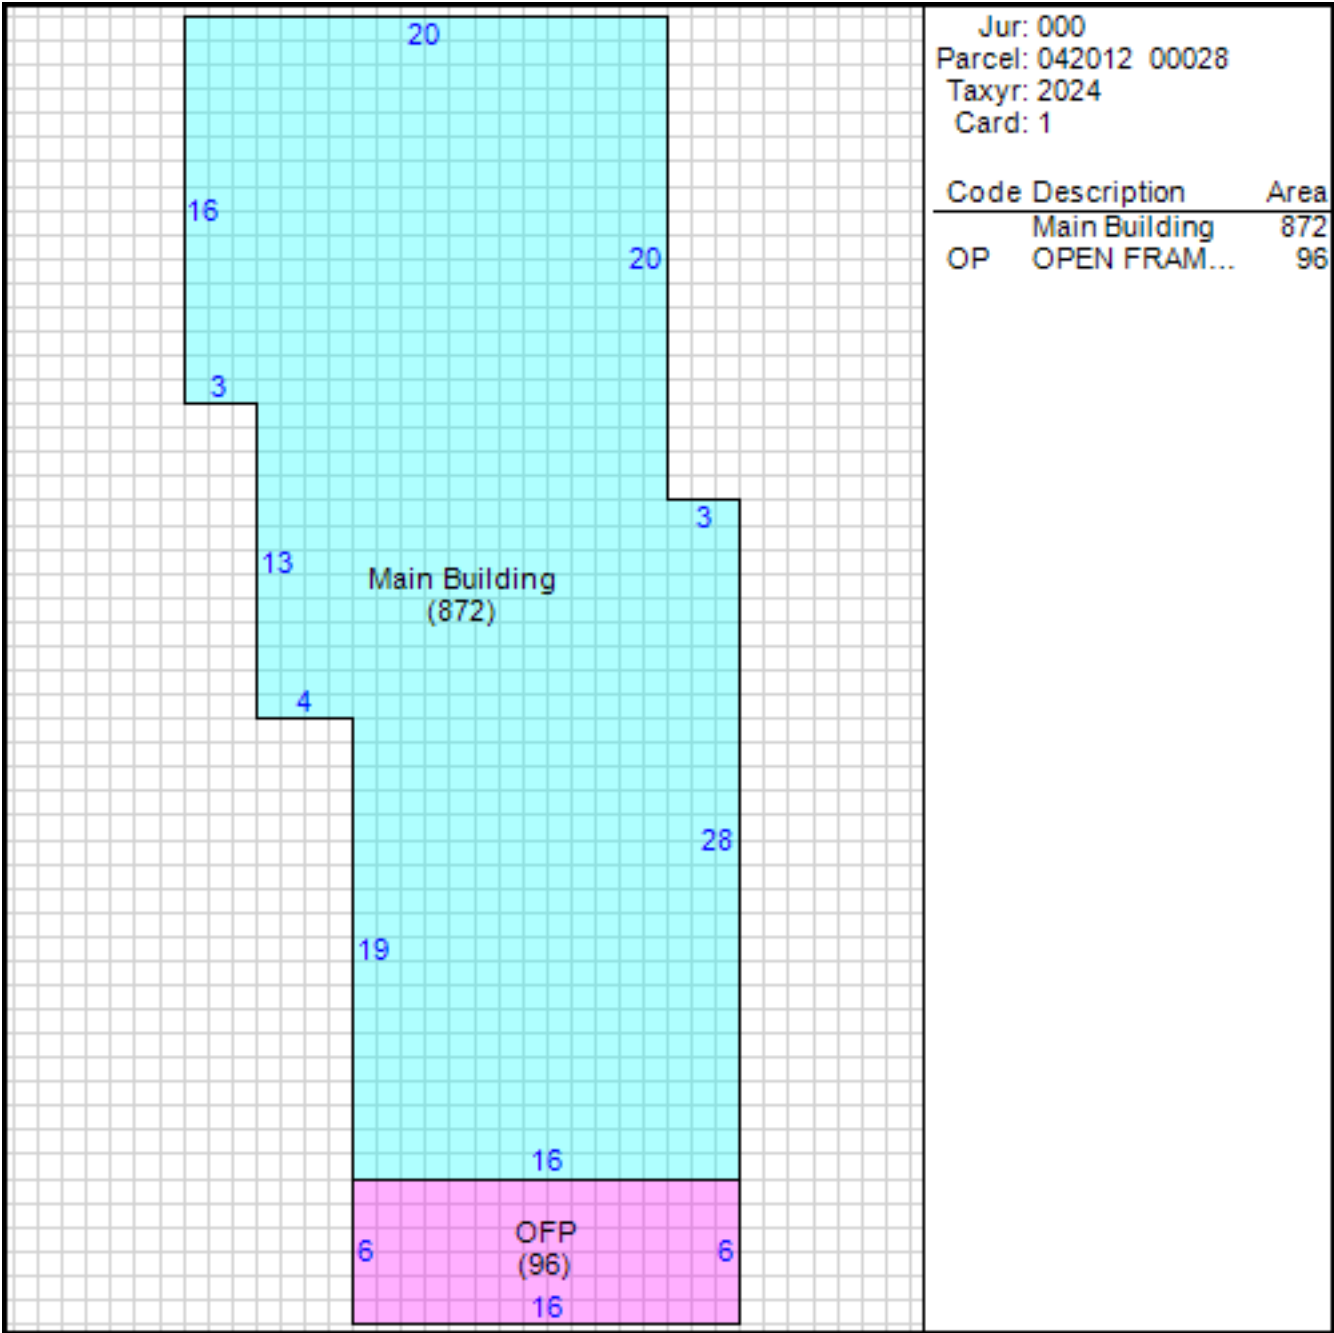 Jur: 000
Parcel: 042012 00028
Taxyr: 2024
Card: 1
Code Description Area
Main Building 872
OP OPEN FRAM... 96
20
16
20
3
3
13
Main Building
(872)
4
28
19
16
OFP
(96)
6
6
16